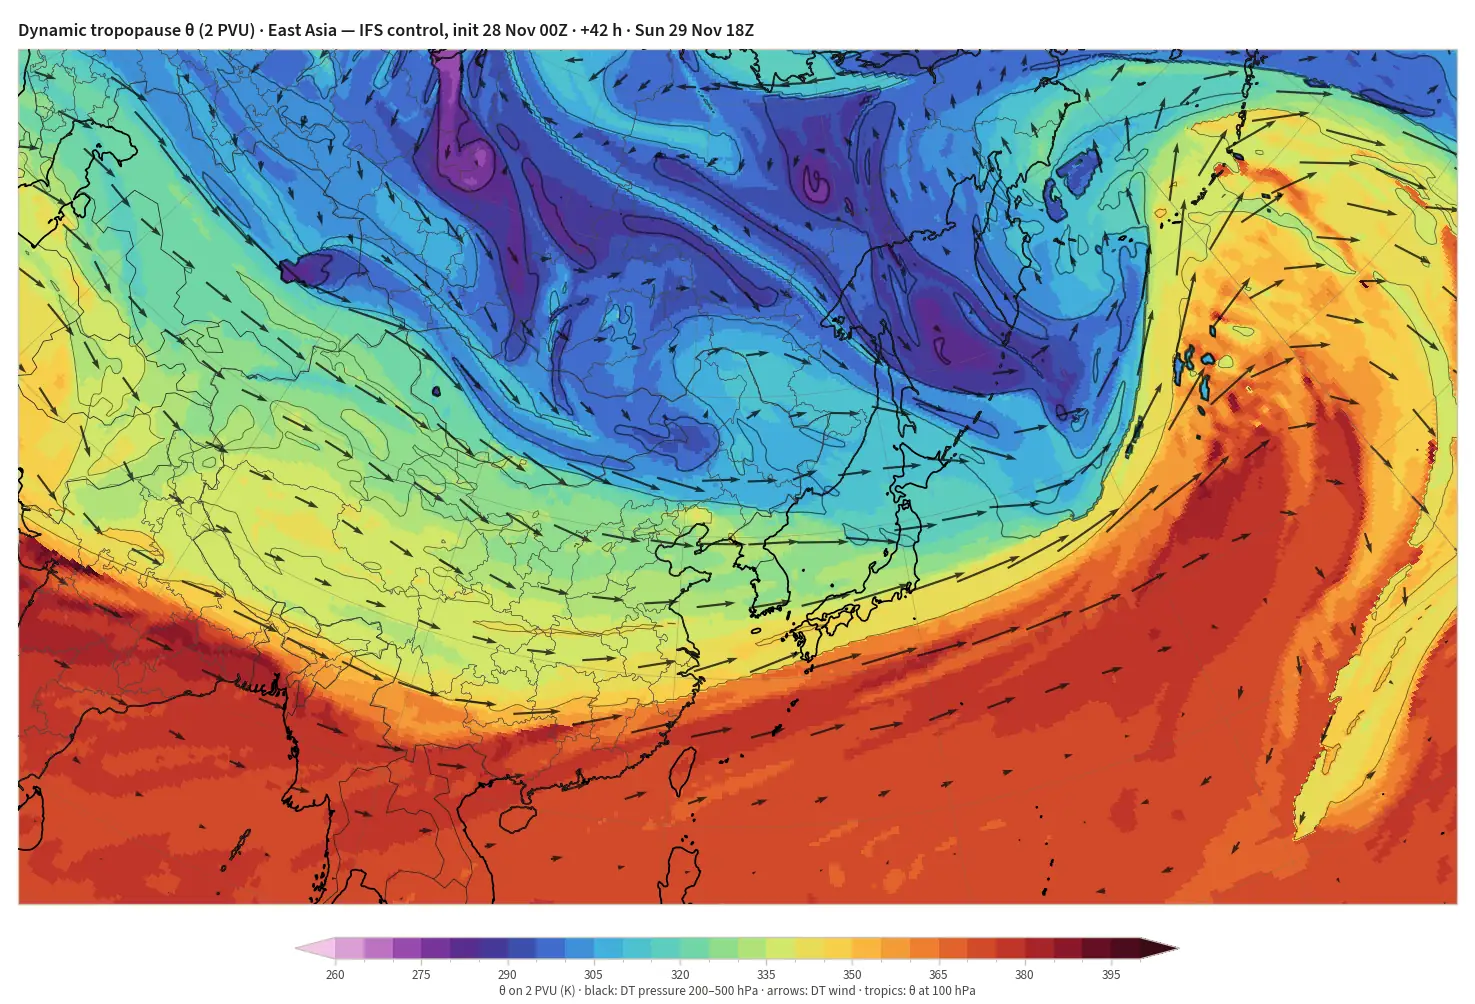 Dynamic tropopause θ (2 PVU) · East Asia — IFS control, init 28 Nov 00Z · +42 h · Sun 29 Nov 18Z
260 275 290 305 320 335 350 365 380 395
θ on 2 PVU (K) · black: DT pressure 200–500 hPa · arrows: DT wind · tropics: θ at 100 hPa